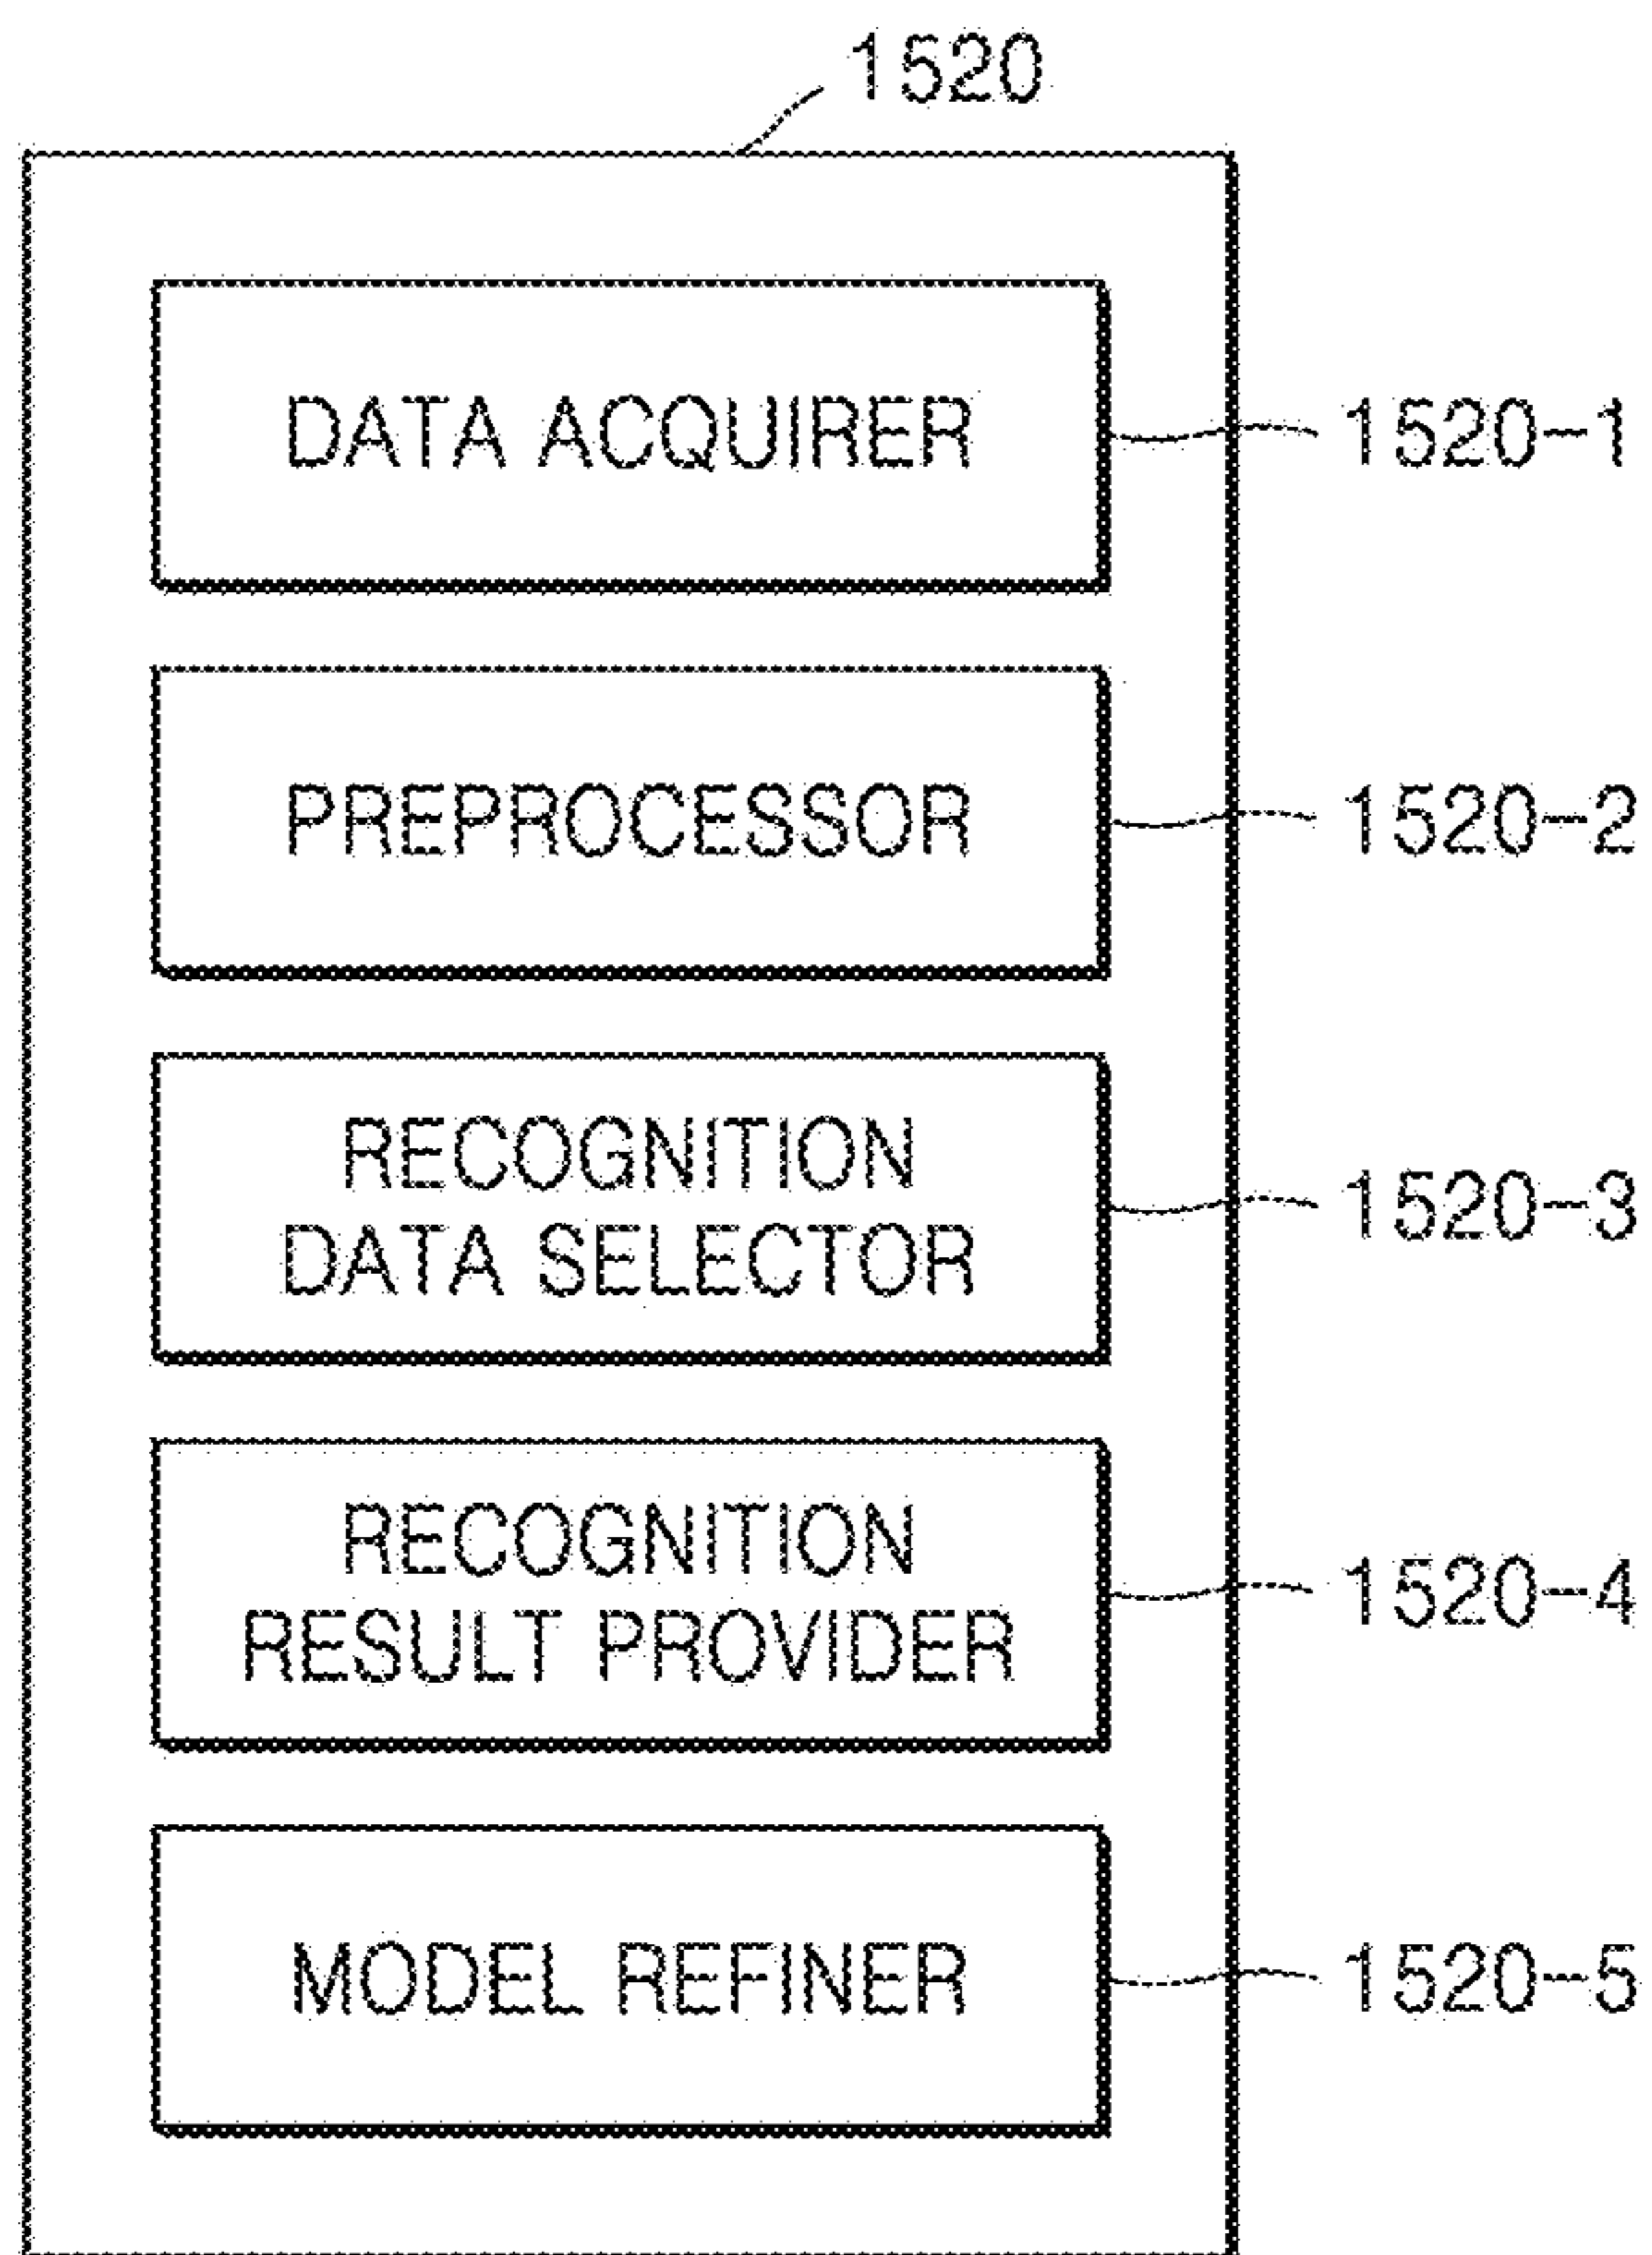 1520
DATA ACQUIRER
1520-1
PREPROCESSOR
1520-2
RECOGNITION
DATA SELECTOR
1520-3
RECOGNITION
RESULT PROVIDER
1520-4
MODEL REFINER
1520-5